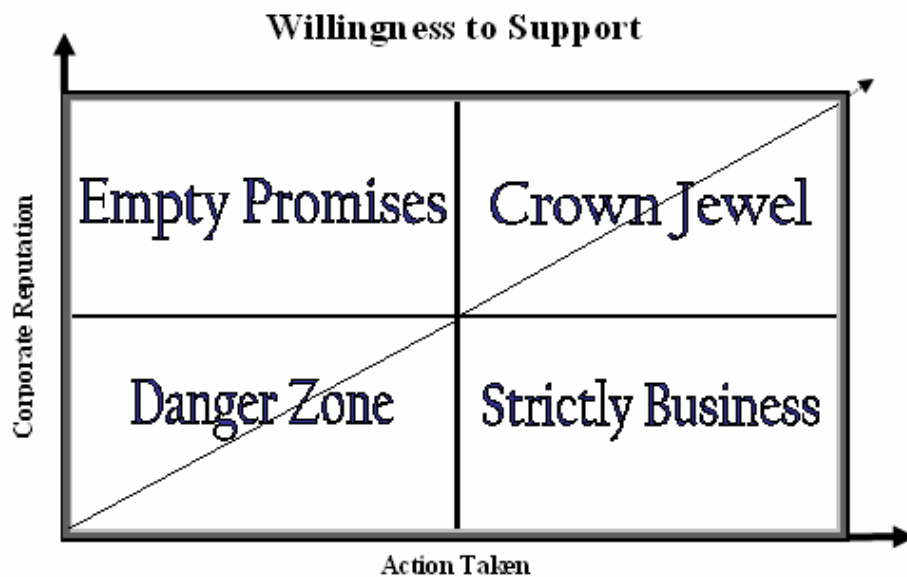 Willingness to Support
Empty Promises
Crown Jewel
Corporate Reputation
Danger Zone
Strictly Business
Action Taken